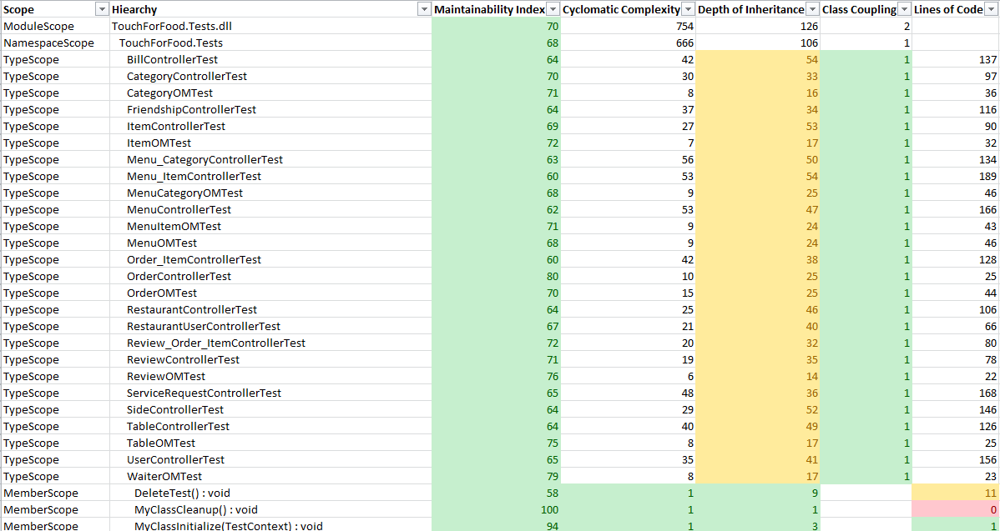 Scope Hiearchy Maintainability Index Cyclomatic Complexity Depth of Inheritance Class Coupling Lines of Code
ModuleScope TouchForFood.Tests.dll 70 754 126 2
NamespaceScope TouchForFood.Tests 68 666 106 1
TypeScope BillControllerTest 64 42 54 1 137
TypeScope CategoryControllerTest 70 30 33 1 97
TypeScope CategoryOMTest 71 8 16 1 36
TypeScope FriendshipControllerTest 64 37 34 1 116
TypeScope ItemControllerTest 69 27 53 1 90
TypeScope ItemOMTest 72 7 17 1 32
TypeScope Menu_CategoryControllerTest 63 56 50 1 134
TypeScope Menu_ItemControllerTest 60 53 54 1 189
TypeScope MenuCategoryOMTest 68 9 25 1 46
TypeScope MenuControllerTest 62 53 47 1 166
TypeScope MenuItemOMTest 71 9 24 1 43
TypeScope MenuOMTest 68 9 24 1 46
TypeScope Order_ItemControllerTest 60 42 38 1 128
TypeScope OrderControllerTest 80 10 25 1 25
TypeScope OrderOMTest 70 15 25 1 44
TypeScope RestaurantControllerTest 64 25 46 1 106
TypeScope RestaurantUserControllerTest 67 21 40 1 66
TypeScope Review_Order_ItemControllerTest 72 20 32 1 80
TypeScope ReviewControllerTest 71 19 35 1 78
TypeScope ReviewOMTest 76 6 14 1 22
TypeScope ServiceRequestControllerTest 65 48 36 1 168
TypeScope SideControllerTest 64 29 52 1 146
TypeScope TableControllerTest 64 40 49 1 126
TypeScope TableOMTest 75 8 17 1 25
TypeScope UserControllerTest 65 35 41 1 156
TypeScope WaiterOMTest 79 8 17 1 23
MemberScope DeleteTest() : void 58 1 9 11
MemberScope MyClassCleanup() : void 100 1 1 0
MemberScope MyClassInitialize(TestContext) : void 94 1 3 1